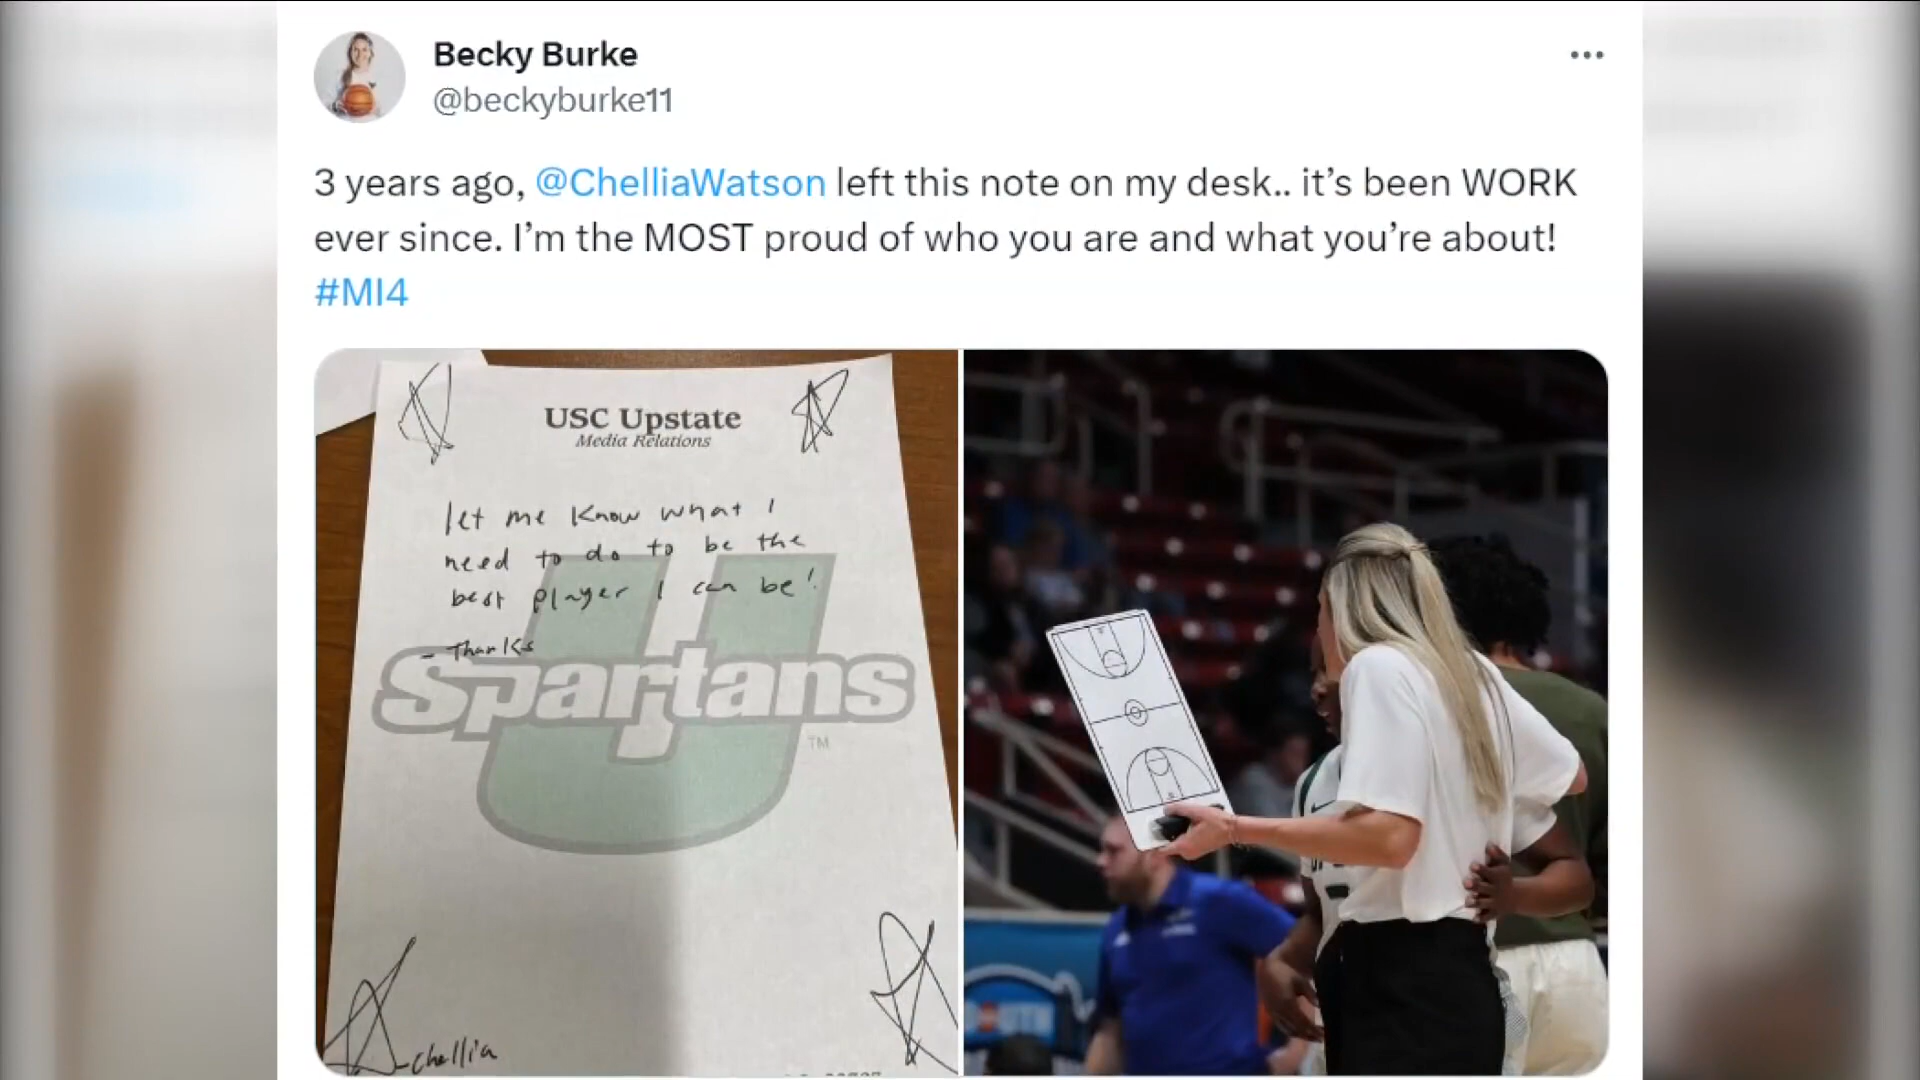 Becky Burke
@beckyburke11
3 years ago, @ChelliaWatson left this note on my desk.. it's been WORK
ever since. I'm the MOST proud of who you are and what you're about!
#MI4
USC Upstate
Media Relations
let me know what I
need to do to be the
best player I can be!
- Thanks
Spartans
TM
-chellia